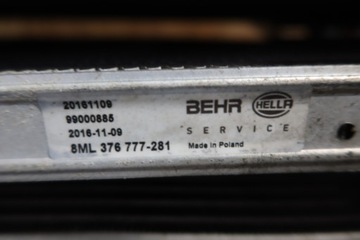 20161109
99000885
2016-11-09
8ML 376 777-281
BEHR HELLA
SERVICE
Made in Poland